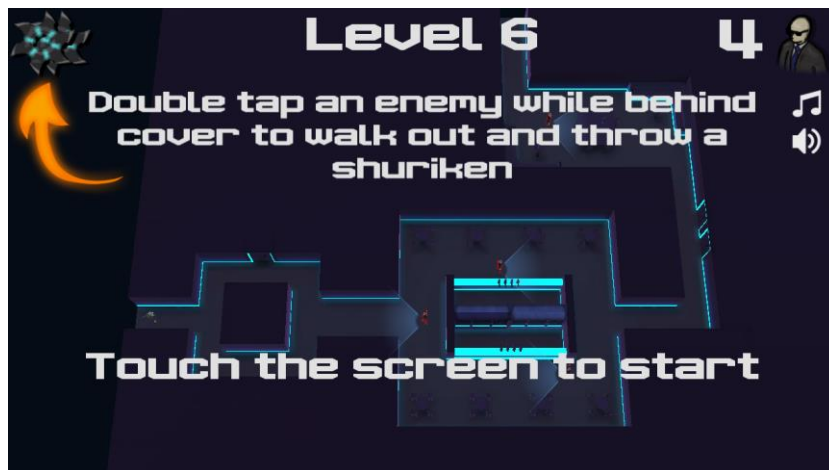 Level 6
4
Double tap an enemy while behind
cover to walk out and throw a
shuriken
Touch the screen to start